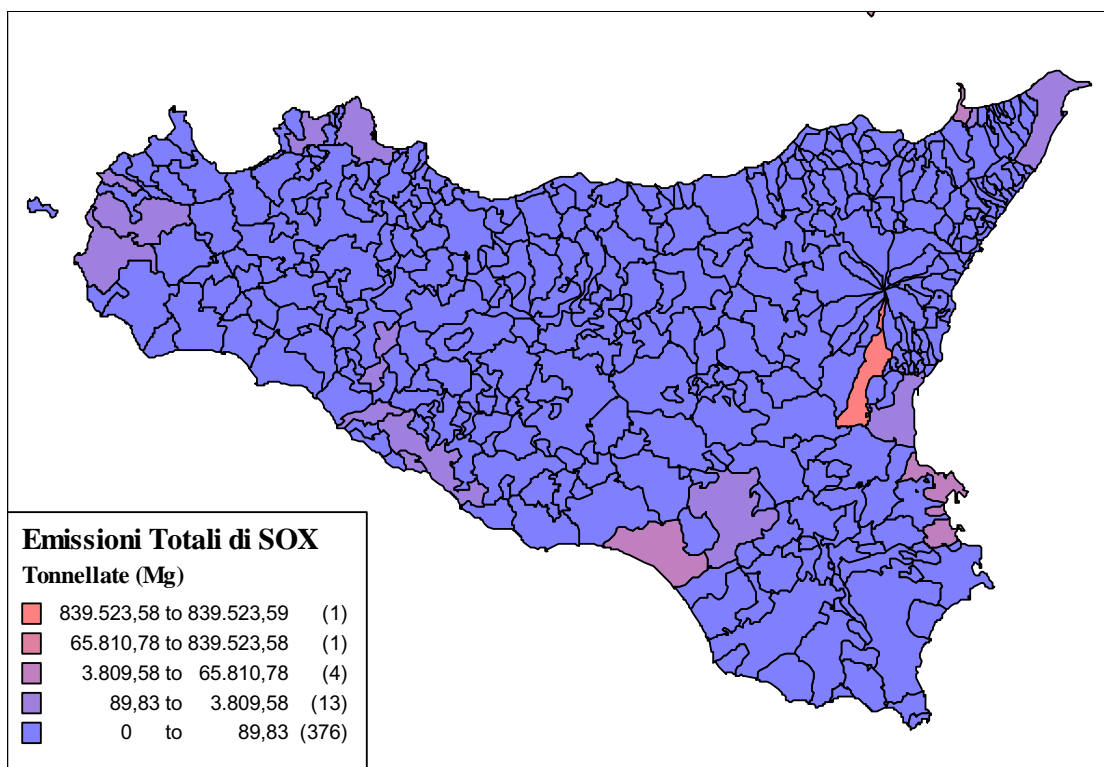 Emissioni Totali di SOX
Tonnellate (Mg)
839.523,58 to 839.523,59 (1)
65.810,78 to 839.523,58 (1)
3.809,58 to 65.810,78 (4)
89,83 to 3.809,58 (13)
0 to 89,83 (376)